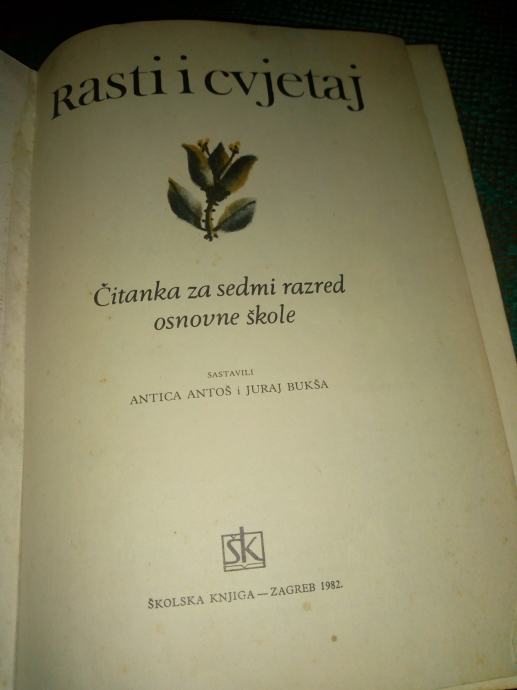 Rasti i cvjetaj
Čitanka za sedmi razred
osnovne škole
SASTAVILI
ANTICA ANTOŠ i JURAJ BUKŠA
ŠK
ŠKOLSKA KNJIGA — ZAGREB 1982.